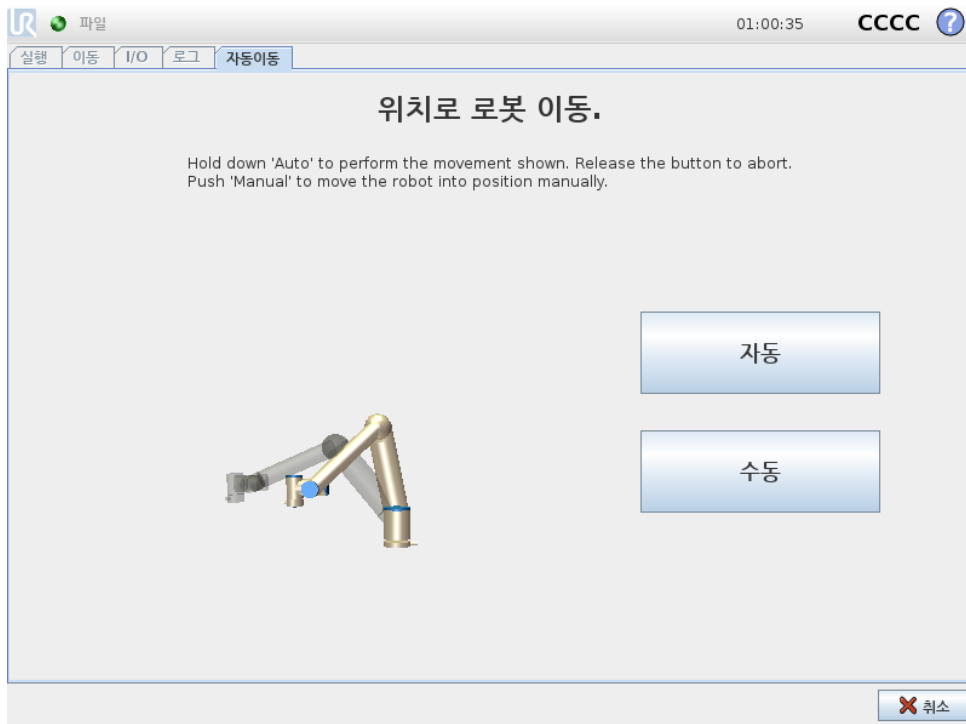 UR 파일 01:00:35 CCCC ?
실행 이동 I/O 로그 자동이동
위치로 로봇 이동.
Hold down 'Auto' to perform the movement shown. Release the button to abort.
Push 'Manual' to move the robot into position manually.
자동
수동
취소